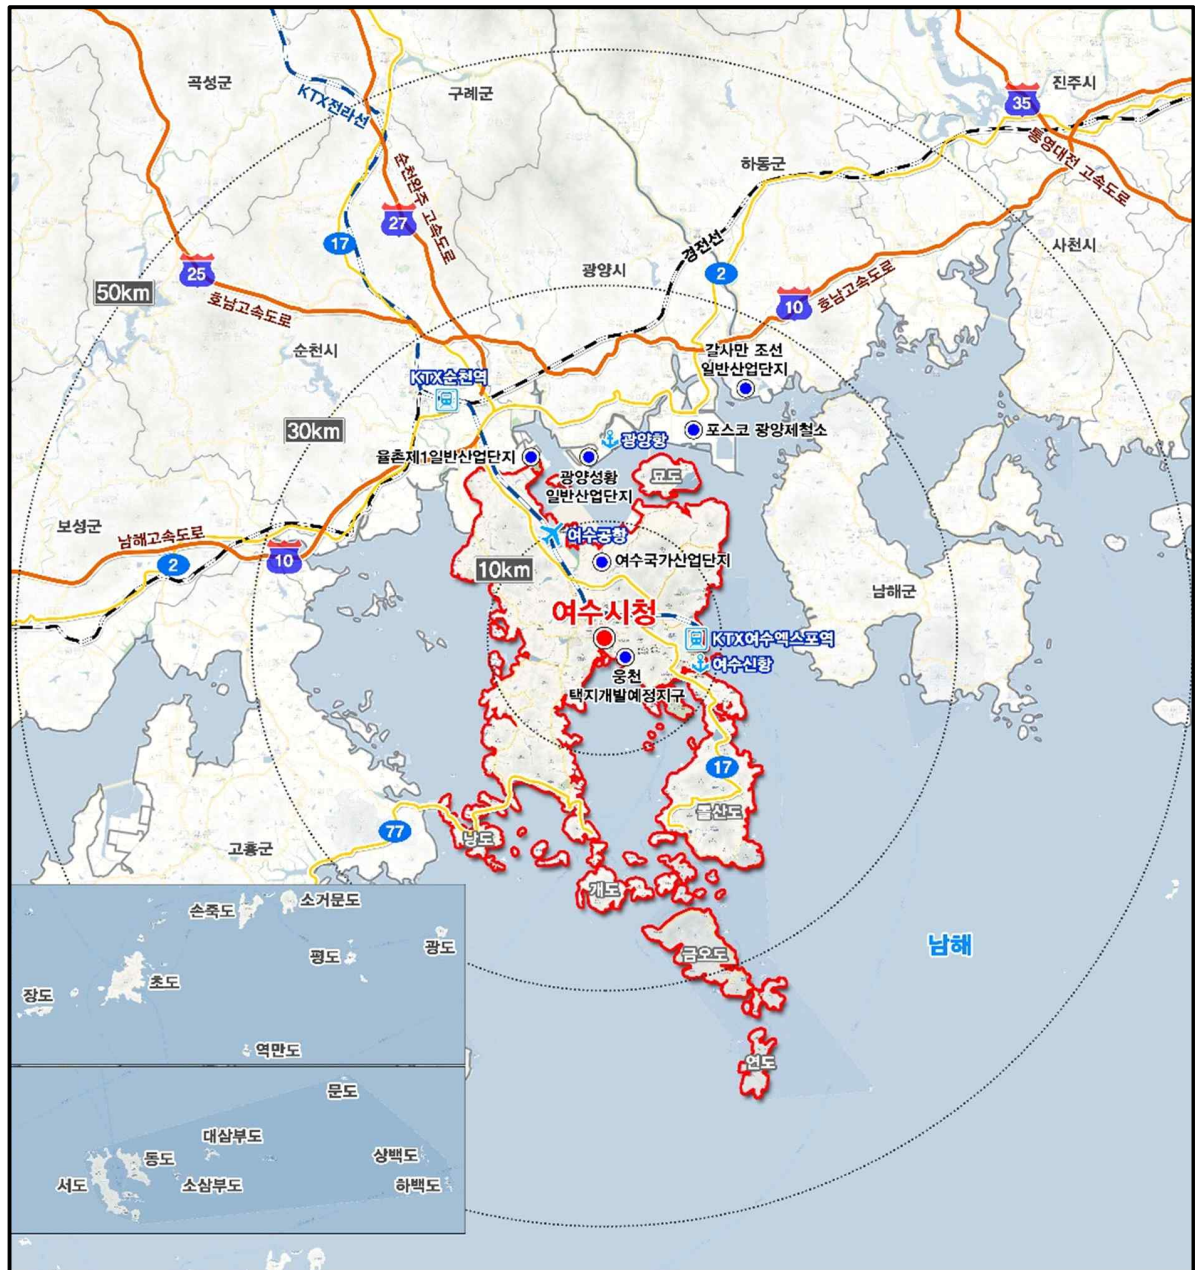 곡성군
KTX전라선
구례군
35
진주시
통영대전 고속도로
하동군
순천완주 고속도로
27
17
경전선
사천시
25
50km
광양시
2
10
호남고속도로
호남고속도로
순천시
갈사만 조선
일반산업단지
KTX순천역
30km
포스코 광양제철소
광양항
율촌제1일반산업단지
광양성황
일반산업단지
묘도
보성군
남해고속도로
2
10
여수공항
10km
여수국가산업단지
남해군
여수시청
KTX여수엑스포역
여수신항
웅천
택지개발예정지구
17
돌산도
77
낭도
고흥군
개도
금오도
남해
연도
손죽도
소거문도
평도
광도
초도
장도
역만도
문도
대삼부도
동도
상백도
서도
소삼부도
하백도